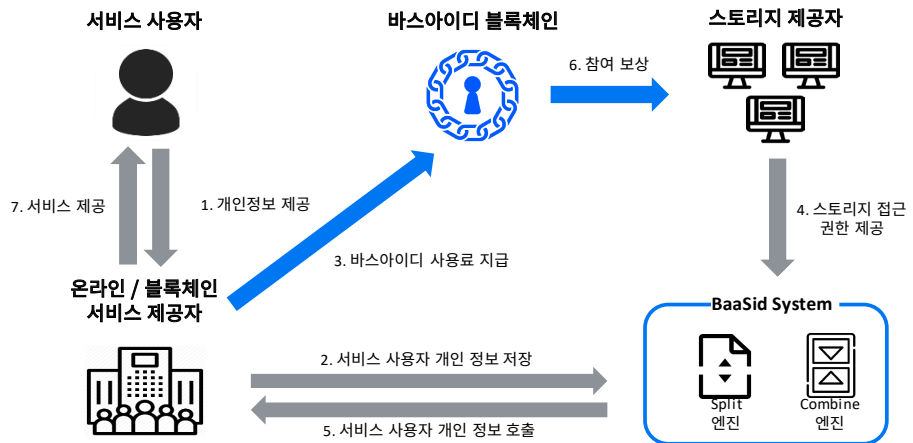 서비스 사용자
바스아이디 블록체인
스토리지 제공자
6. 참여 보상
7. 서비스 제공
1. 개인정보 제공
4. 스토리지 접근
권한 제공
3. 바스아이디 사용료 지급
온라인 / 블록체인
서비스 제공자
BaaSid System
2. 서비스 사용자 개인 정보 저장
Split
엔진
Combine
엔진
5. 서비스 사용자 개인 정보 호출